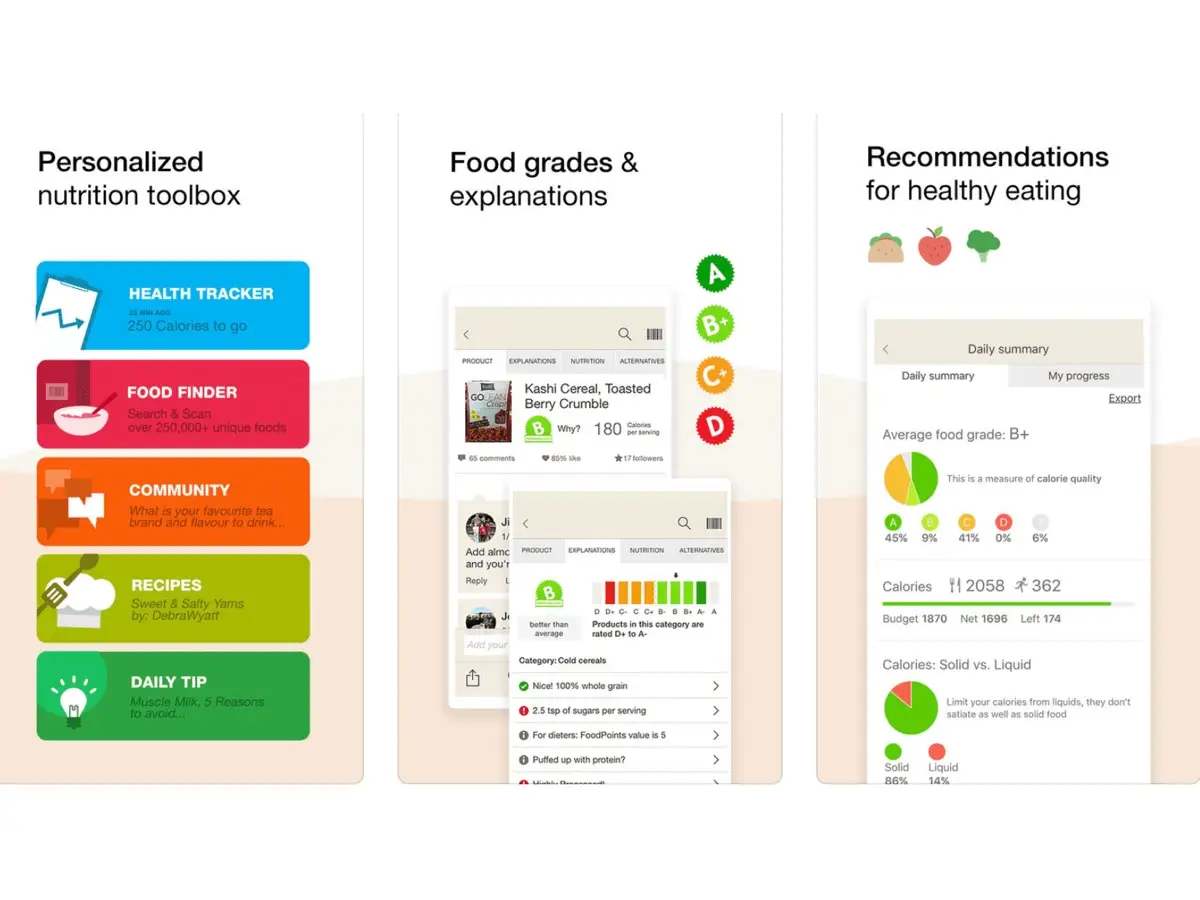 Personalized
nutrition toolbox
HEALTH TRACKER
22 MIN AGO
250 Calories to go
FOOD FINDER
Search & Scan
over 250,000+ unique foods
COMMUNITY
What is your favourite tea
brand and flavour to drink...
RECIPES
Sweet & Salty Yams
by: DebraWyatt
DAILY TIP
Muscle Milk, 5 Reasons
to avoid...
Food grades &
explanations
A
B+
C+
D
PRODUCT EXPLANATIONS NUTRITION ALTERNATIVES
GOLEAN
Crisp!
Kashi Cereal, Toasted
Berry Crumble
B
Why?
180 Calories
per serving
65 comments 85% like 17 followers
Ji
1/
Add almo
and you'r
Reply
Je
Add your
PRODUCT EXPLANATIONS NUTRITION ALTERNATIVES
B
better than
average
D D+ C- C C+ B- B B+ A- A
Products in this category are
rated D+ to A-
Category: Cold cereals
Nice! 100% whole grain
2.5 tsp of sugars per serving
For dieters: FoodPoints value is 5
Puffed up with protein?
Highly Processed!
Recommendations
for healthy eating
Daily summary
Daily summary My progress
Export
Average food grade: B+
This is a measure of calorie quality
A B C D ?
45% 9% 41% 0% 6%
Calories 2058 362
Budget 1870 Net 1696 Left 174
Calories: Solid vs. Liquid
Limit your calories from liquids, they don't
satiate as well as solid food
Solid Liquid
86% 14%